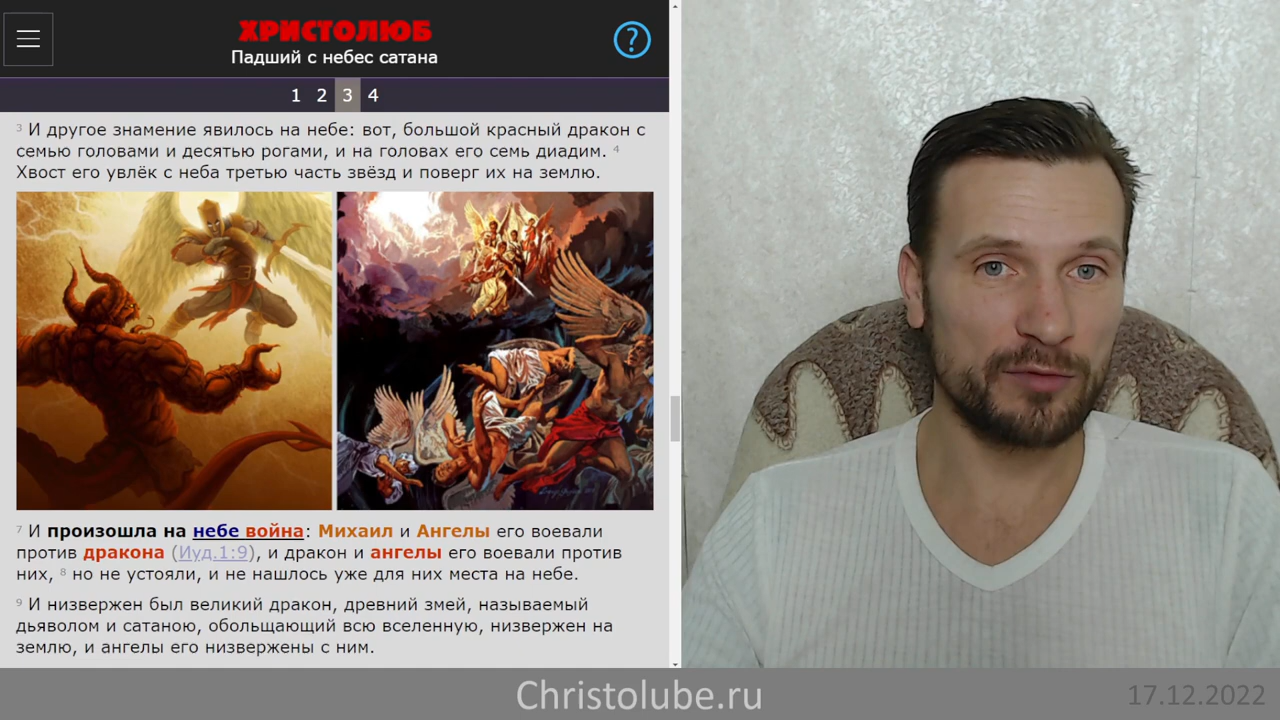 ХРИСТОЛЮБ
Падший с небес сатана
?
1 2 3 4
3 И другое знамение явилось на небе: вот, большой красный дракон с
семью головами и десятью рогами, и на головах его семь диадим. 4
Хвост его увлёк с неба третью часть звёзд и поверг их на землю.
7 И произошла на небе война: Михаил и Ангелы его воевали
против дракона (Иуд.1:9), и дракон и ангелы его воевали против
них, 8 но не устояли, и не нашлось уже для них места на небе.
9 И низвержен был великий дракон, древний змей, называемый
дьяволом и сатаною, обольщающий всю вселенную, низвержен на
землю, и ангелы его низвержены с ним.
Christolube.ru
17.12.2022